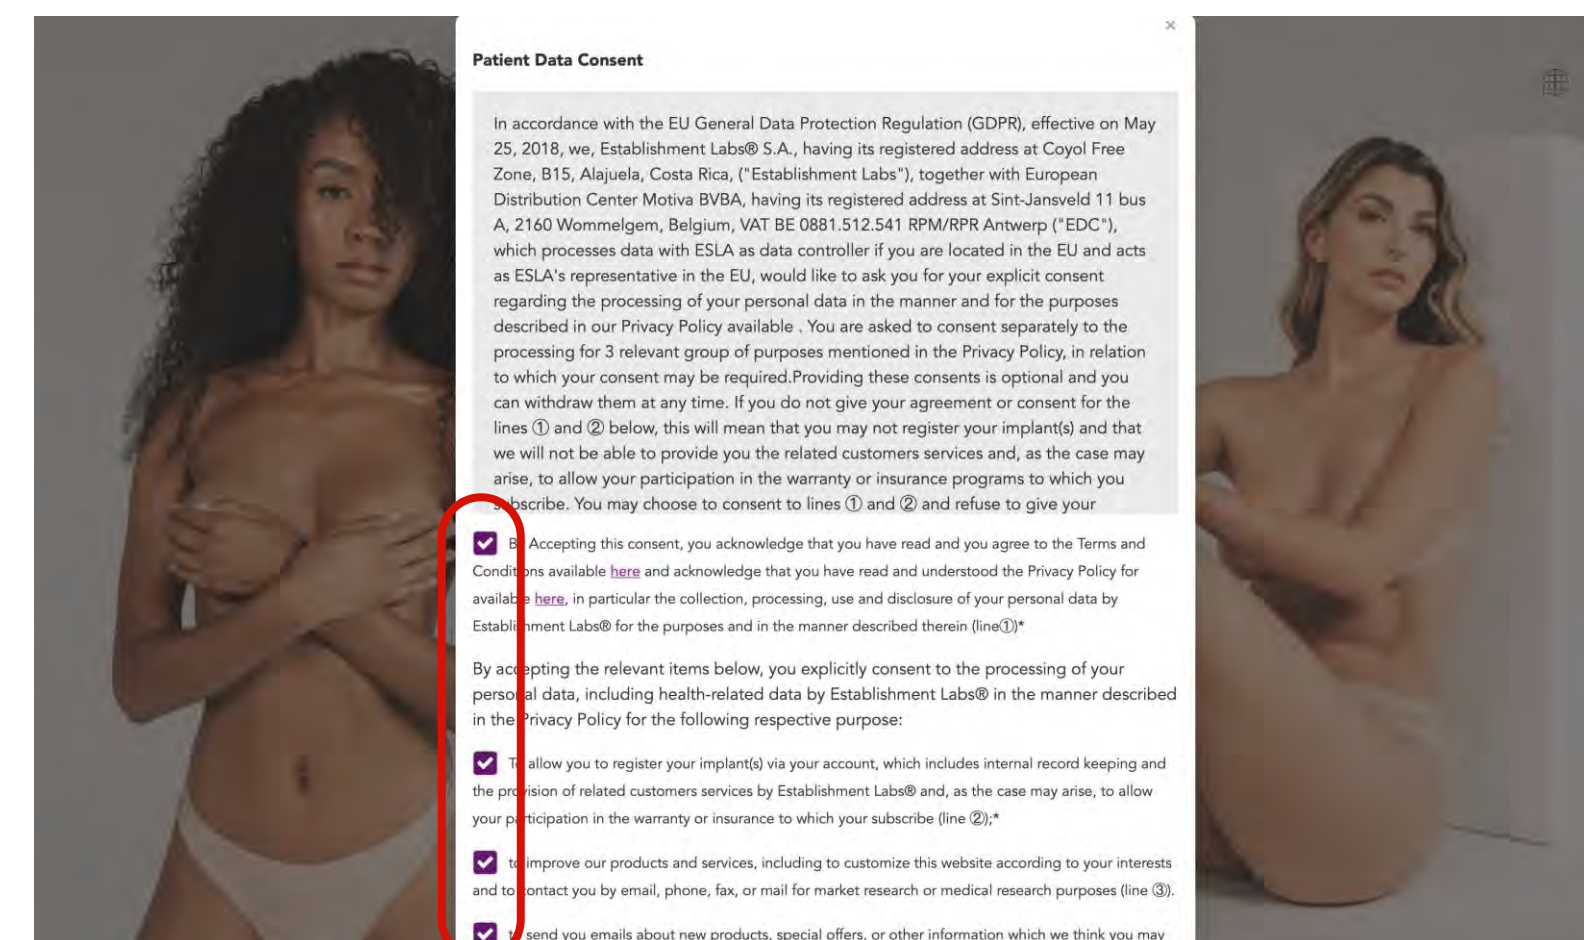 ×
Patient Data Consent
In accordance with the EU General Data Protection Regulation (GDPR), effective on May
25, 2018, we, Establishment Labs® S.A., having its registered address at Coyol Free
Zone, B15, Alajuela, Costa Rica, ("Establishment Labs"), together with European
Distribution Center Motiva BVBA, having its registered address at Sint-Jansveld 11 bus
A, 2160 Wommelgem, Belgium, VAT BE 0881.512.541 RPM/RPR Antwerp ("EDC"),
which processes data with ESLA as data controller if you are located in the EU and acts
as ESLA's representative in the EU, would like to ask you for your explicit consent
regarding the processing of your personal data in the manner and for the purposes
described in our Privacy Policy available . You are asked to consent separately to the
processing for 3 relevant group of purposes mentioned in the Privacy Policy, in relation
to which your consent may be required.Providing these consents is optional and you
can withdraw them at any time. If you do not give your agreement or consent for the
lines ① and ② below, this will mean that you may not register your implant(s) and that
we will not be able to provide you the related customers services and, as the case may
arise, to allow your participation in the warranty or insurance programs to which you
subscribe. You may choose to consent to lines ① and ② and refuse to give your
By Accepting this consent, you acknowledge that you have read and you agree to the Terms and
Conditions available here and acknowledge that you have read and understood the Privacy Policy for
available here, in particular the collection, processing, use and disclosure of your personal data by
Establishment Labs® for the purposes and in the manner described therein (line①)*
By accepting the relevant items below, you explicitly consent to the processing of your
personal data, including health-related data by Establishment Labs® in the manner described
in the Privacy Policy for the following respective purpose:
To allow you to register your implant(s) via your account, which includes internal record keeping and
the provision of related customers services by Establishment Labs® and, as the case may arise, to allow
your participation in the warranty or insurance to which your subscribe (line ②);*
to improve our products and services, including to customize this website according to your interests
and to contact you by email, phone, fax, or mail for market research or medical research purposes (line ③).
to send you emails about new products, special offers, or other information which we think you may